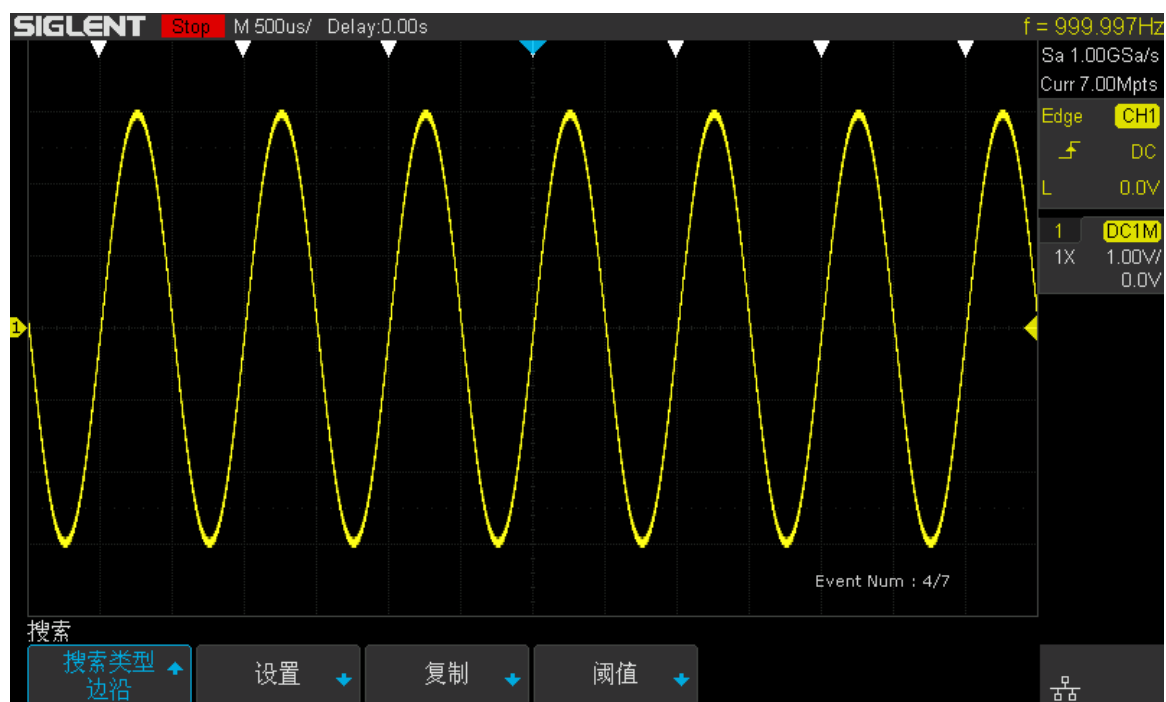 SIGLENT Stop M 500us/ Delay:0.00s f = 999.997Hz
Sa 1.00GSa/s
Curr 7.00Mpts
Edge CH1
DC
L 0.0V
1 DC1M
1X 1.00V/
0.0V
1
Event Num : 4/7
搜索
搜索类型
边沿
设置
复制
阈值